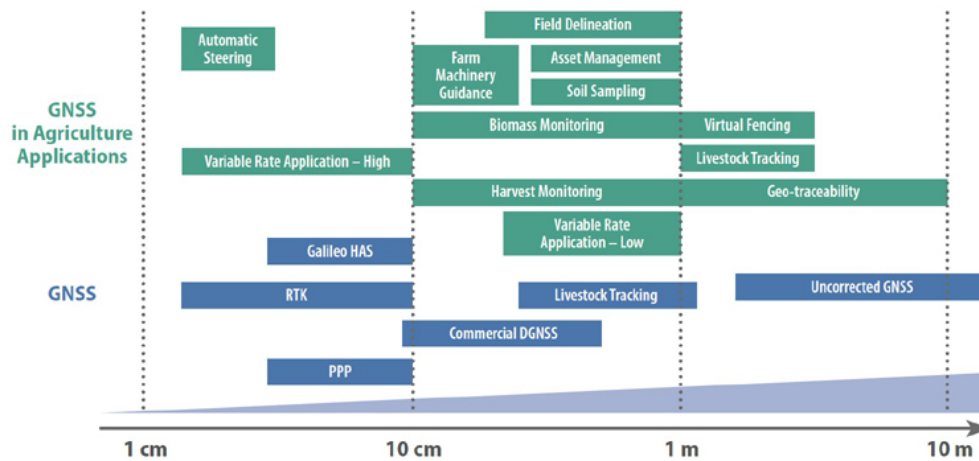 Field Delineation
Automatic
Steering
Farm
Machinery
Guidance
Asset Management
Soil Sampling
GNSS
in Agriculture
Applications
Biomass Monitoring
Virtual Fencing
Variable Rate Application – High
Livestock Tracking
Harvest Monitoring
Geo-traceability
Variable Rate
Application – Low
Galileo HAS
GNSS
RTK
Livestock Tracking
Uncorrected GNSS
Commercial DGNSS
PPP
1 cm
10 cm
1 m
10 m